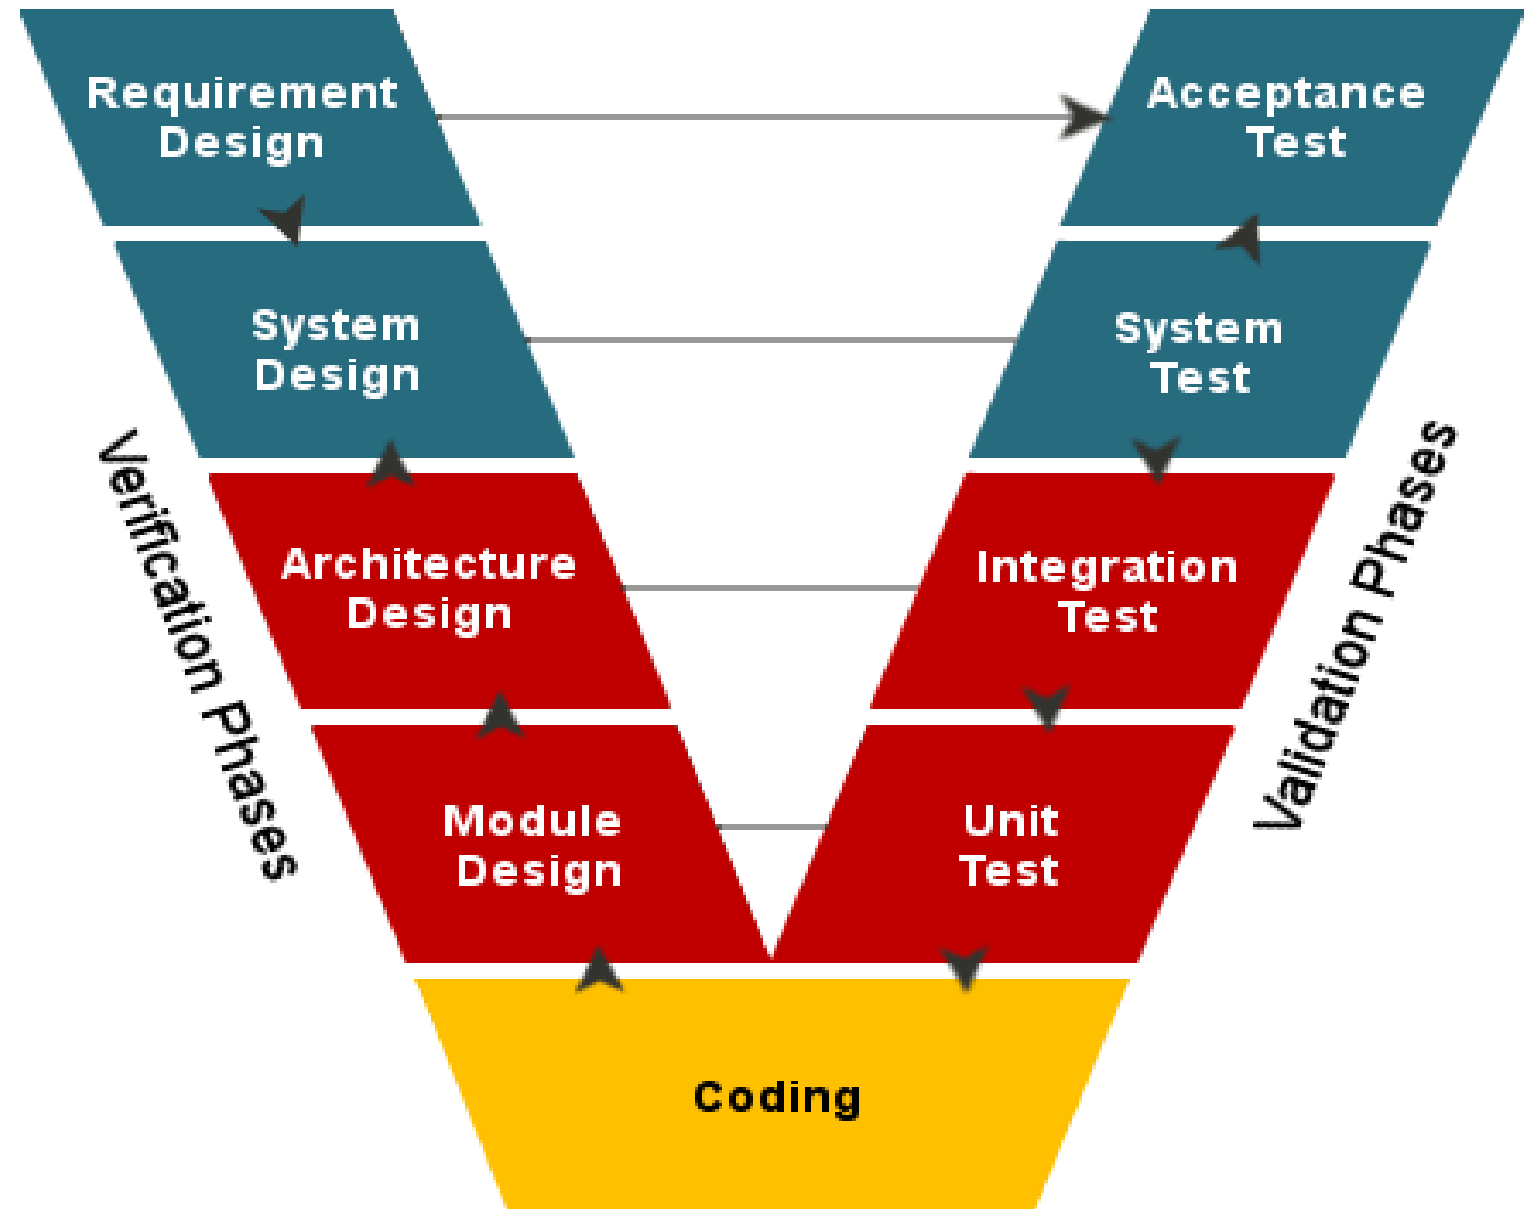 Requirement
Design
Acceptance
Test
System
Design
System
Test
Verification Phases
Validation Phases
Architecture
Design
Integration
Test
Module
Design
Unit
Test
Coding